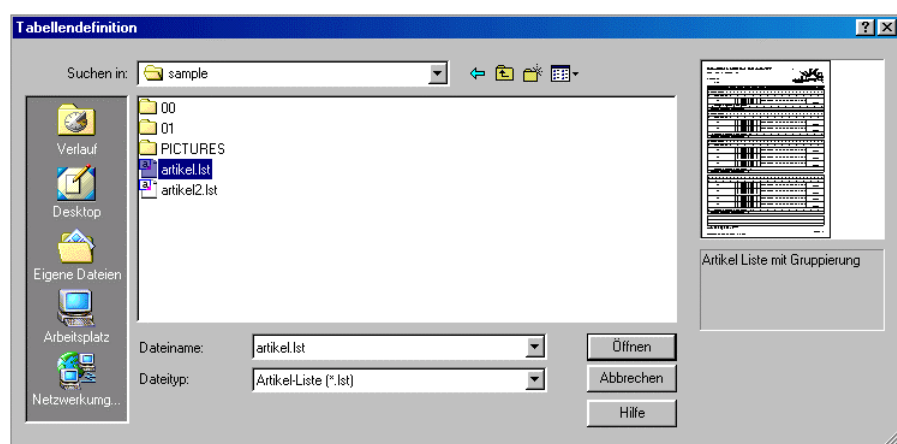 Tabellendefinition
Suchen in:
sample
Verlauf
Desktop
Eigene Dateien
Arbeitsplatz
Netzwerkumg...
00
01
PICTURES
artikel.lst
artikel2.lst
Dateiname:
artikel.lst
Öffnen
Dateityp:
Artikel-Liste (*.lst)
Abbrechen
Hilfe
Artikel Liste mit Gruppierung